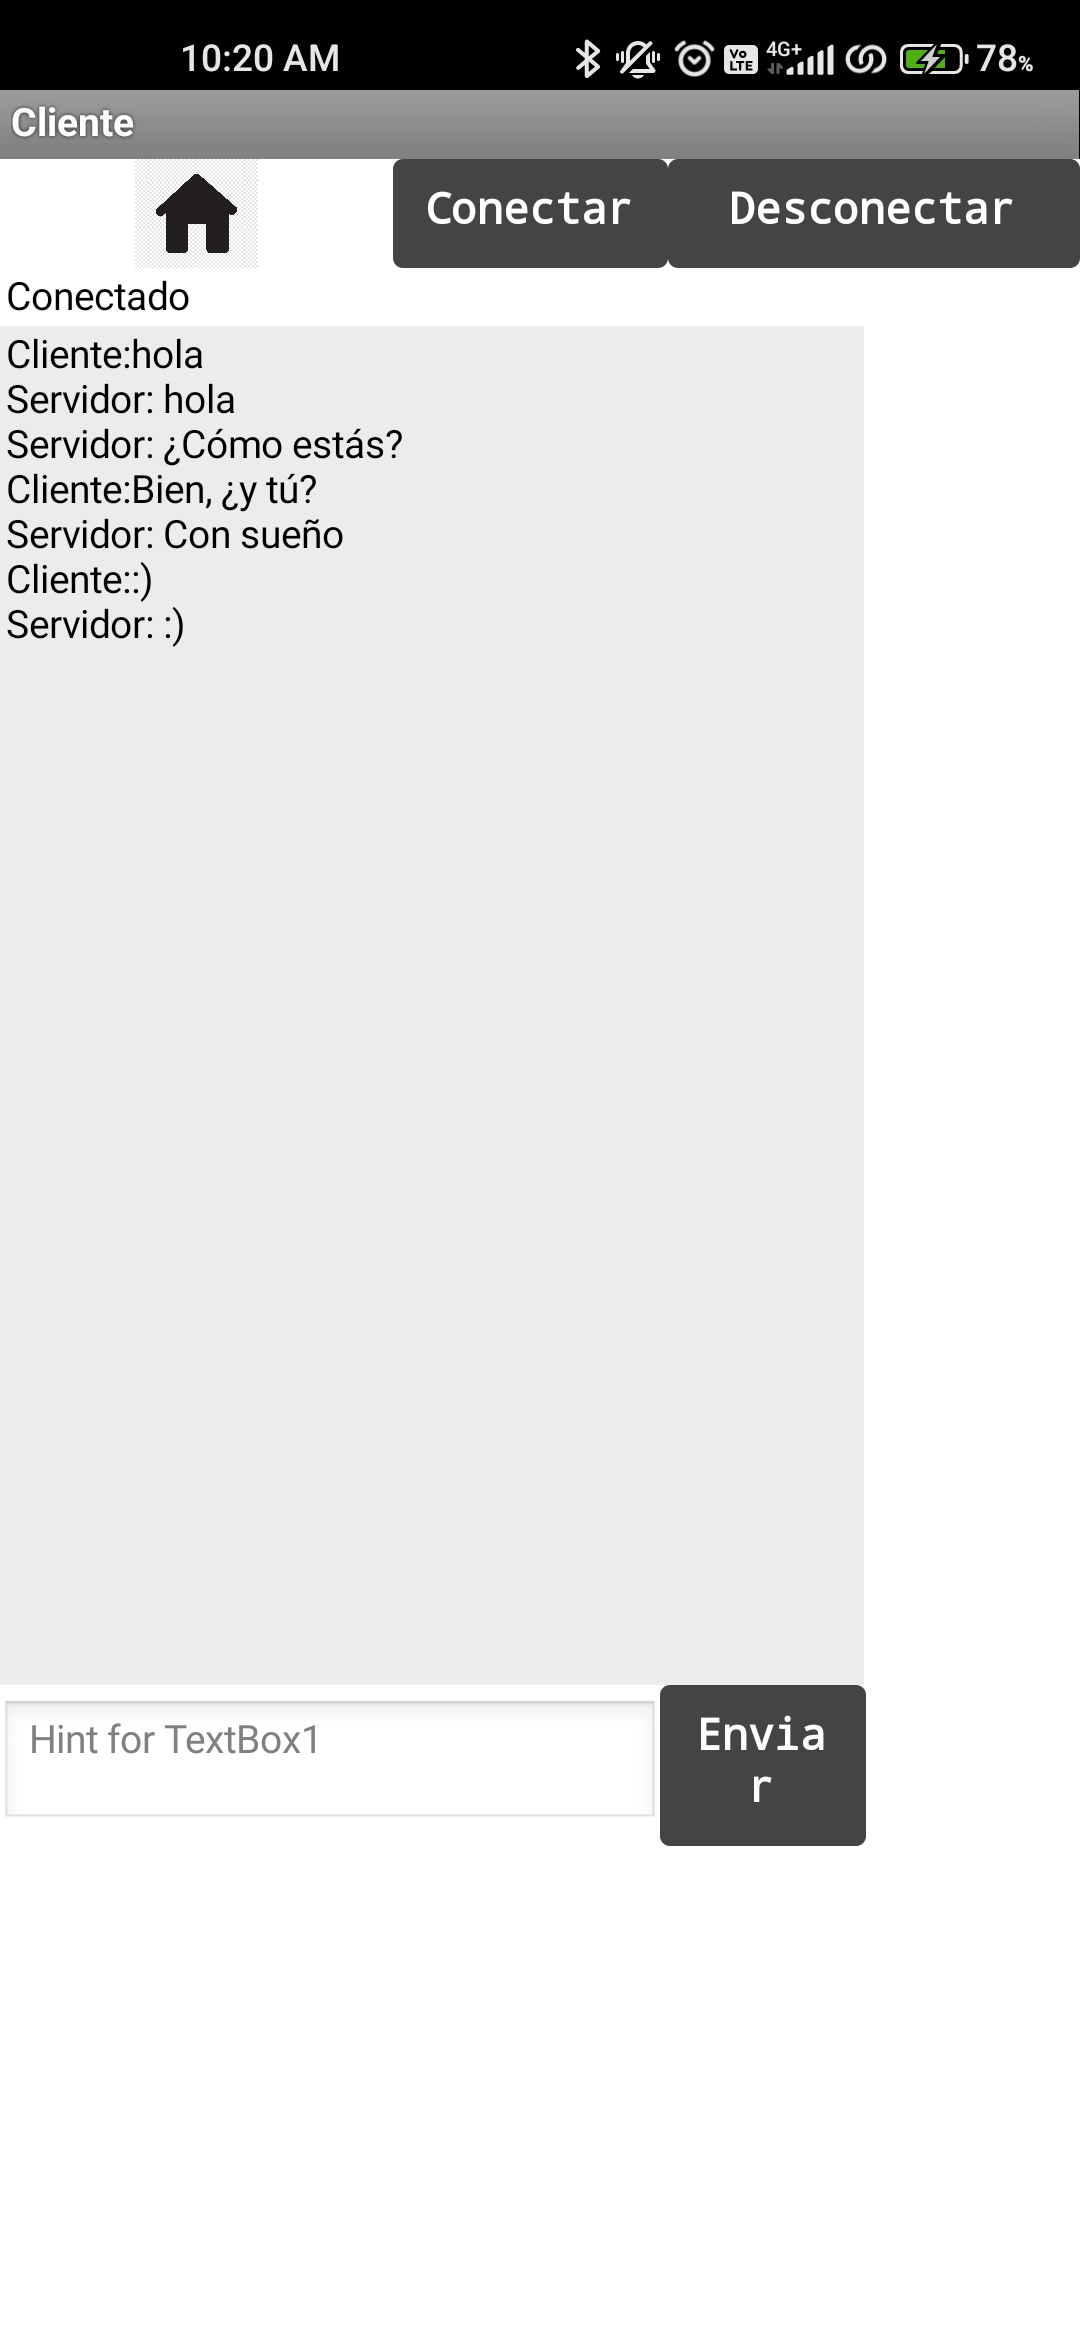 10:20 AM Vo LTE 4G+ 78%
Cliente
Conectar Desconectar
Conectado
Cliente:hola
Servidor: hola
Servidor: ¿Cómo estás?
Cliente:Bien, ¿y tú?
Servidor: Con sueño
Cliente::)
Servidor: :)
Hint for TextBox1
Envia
r